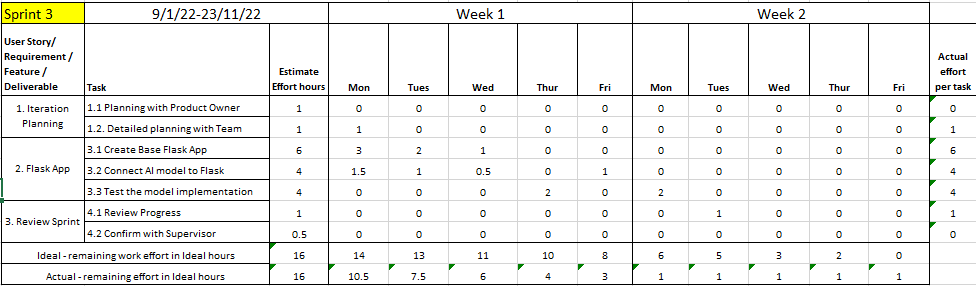 Sprint 3 9/1/22-23/11/22 Week 1 Week 2
User Story/
Requirement /
Feature /
Deliverable Task Estimate
Effort hours Mon Tues Wed Thur Fri Mon Tues Wed Thur Fri Actual
effort
per task
1. Iteration
Planning
1.1 Planning with Product Owner 1 0 0 0 0 0 0 0 0 0 0 0
1.2. Detailed planning with Team 1 1 0 0 0 0 0 0 0 0 0 1
2. Flask App
3.1 Create Base Flask App 6 3 2 1 0 0 0 0 0 0 0 6
3.2 Connect AI model to Flask 4 1.5 1 0.5 0 1 0 0 0 0 0 4
3.3 Test the model implementation 4 0 0 0 2 0 2 0 0 0 0 4
3. Review Sprint
4.1 Review Progress 1 0 0 0 0 0 0 1 0 0 0 1
4.2 Confirm with Supervisor 0.5 0 0 0 0 0 0 0 0 0 0 0
Ideal - remaining work effort in Ideal hours 16 14 13 11 10 8 6 5 3 2 0
Actual - remaining effort in Ideal hours 16 10.5 7.5 6 4 3 1 1 1 1 1